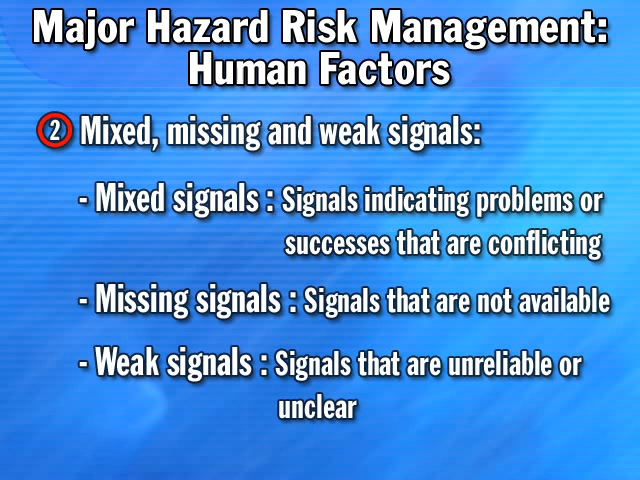 Major Hazard Risk Management:
Human Factors
2 Mixed, missing and weak signals:
- Mixed signals : Signals indicating problems or
successes that are conflicting
- Missing signals : Signals that are not available
- Weak signals : Signals that are unreliable or
unclear